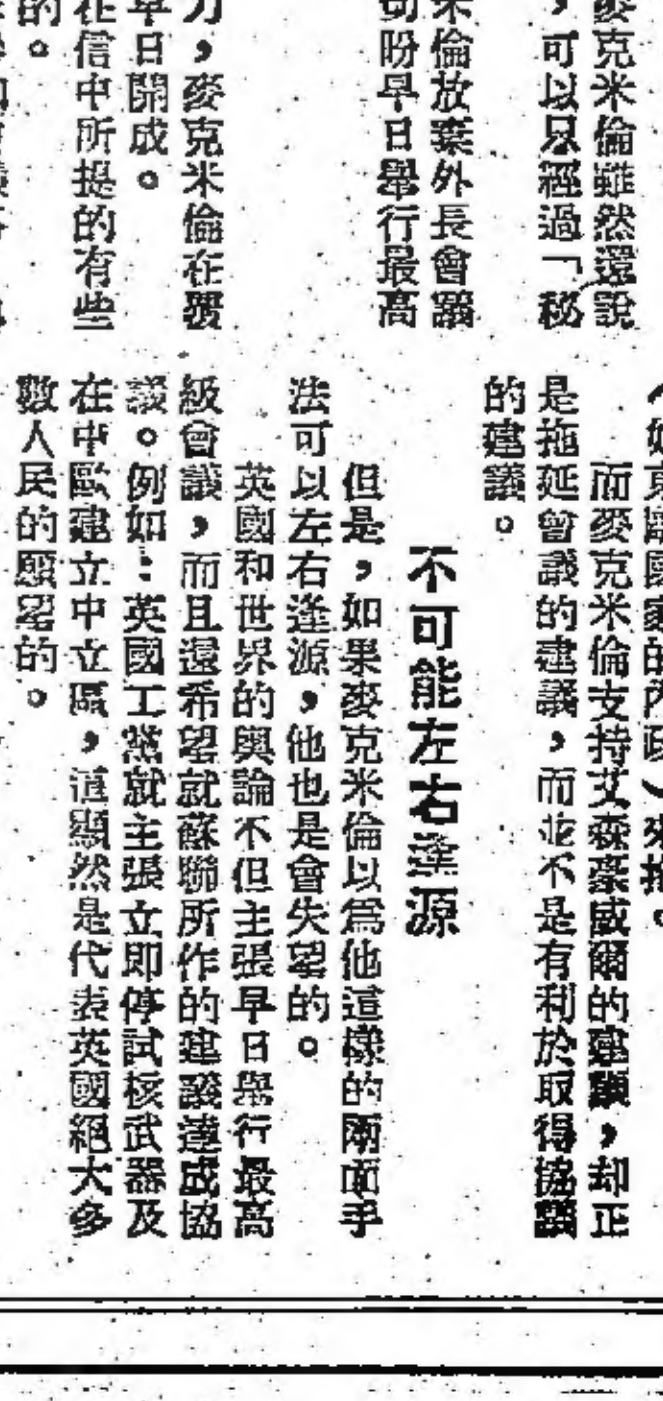 麥克米倫雖然還說
，可以只經過「秘
米倫放棄外長會議
切盼早日舉行最高
力，麥克米倫在覆
早日開成。
在信中所提的有些
的。
而麥克米倫支持艾森豪威爾的建議，却正
是拖延會議的建議，而並不是有利於取得協議
的建議。
不可能左右逢源
但是，如果麥克米倫以爲他這樣的兩面手
法可以左右逢源，他也是會失望的。
英國和世界的輿論不但主張早日舉行最高
級會議，而且還希望就蘇聯所作的建議達成協
議。例如：英國工黨就主張立即停試核武器及
在中歐建立中立區，這顯然是代表英國絕大多
數人民的願望的。